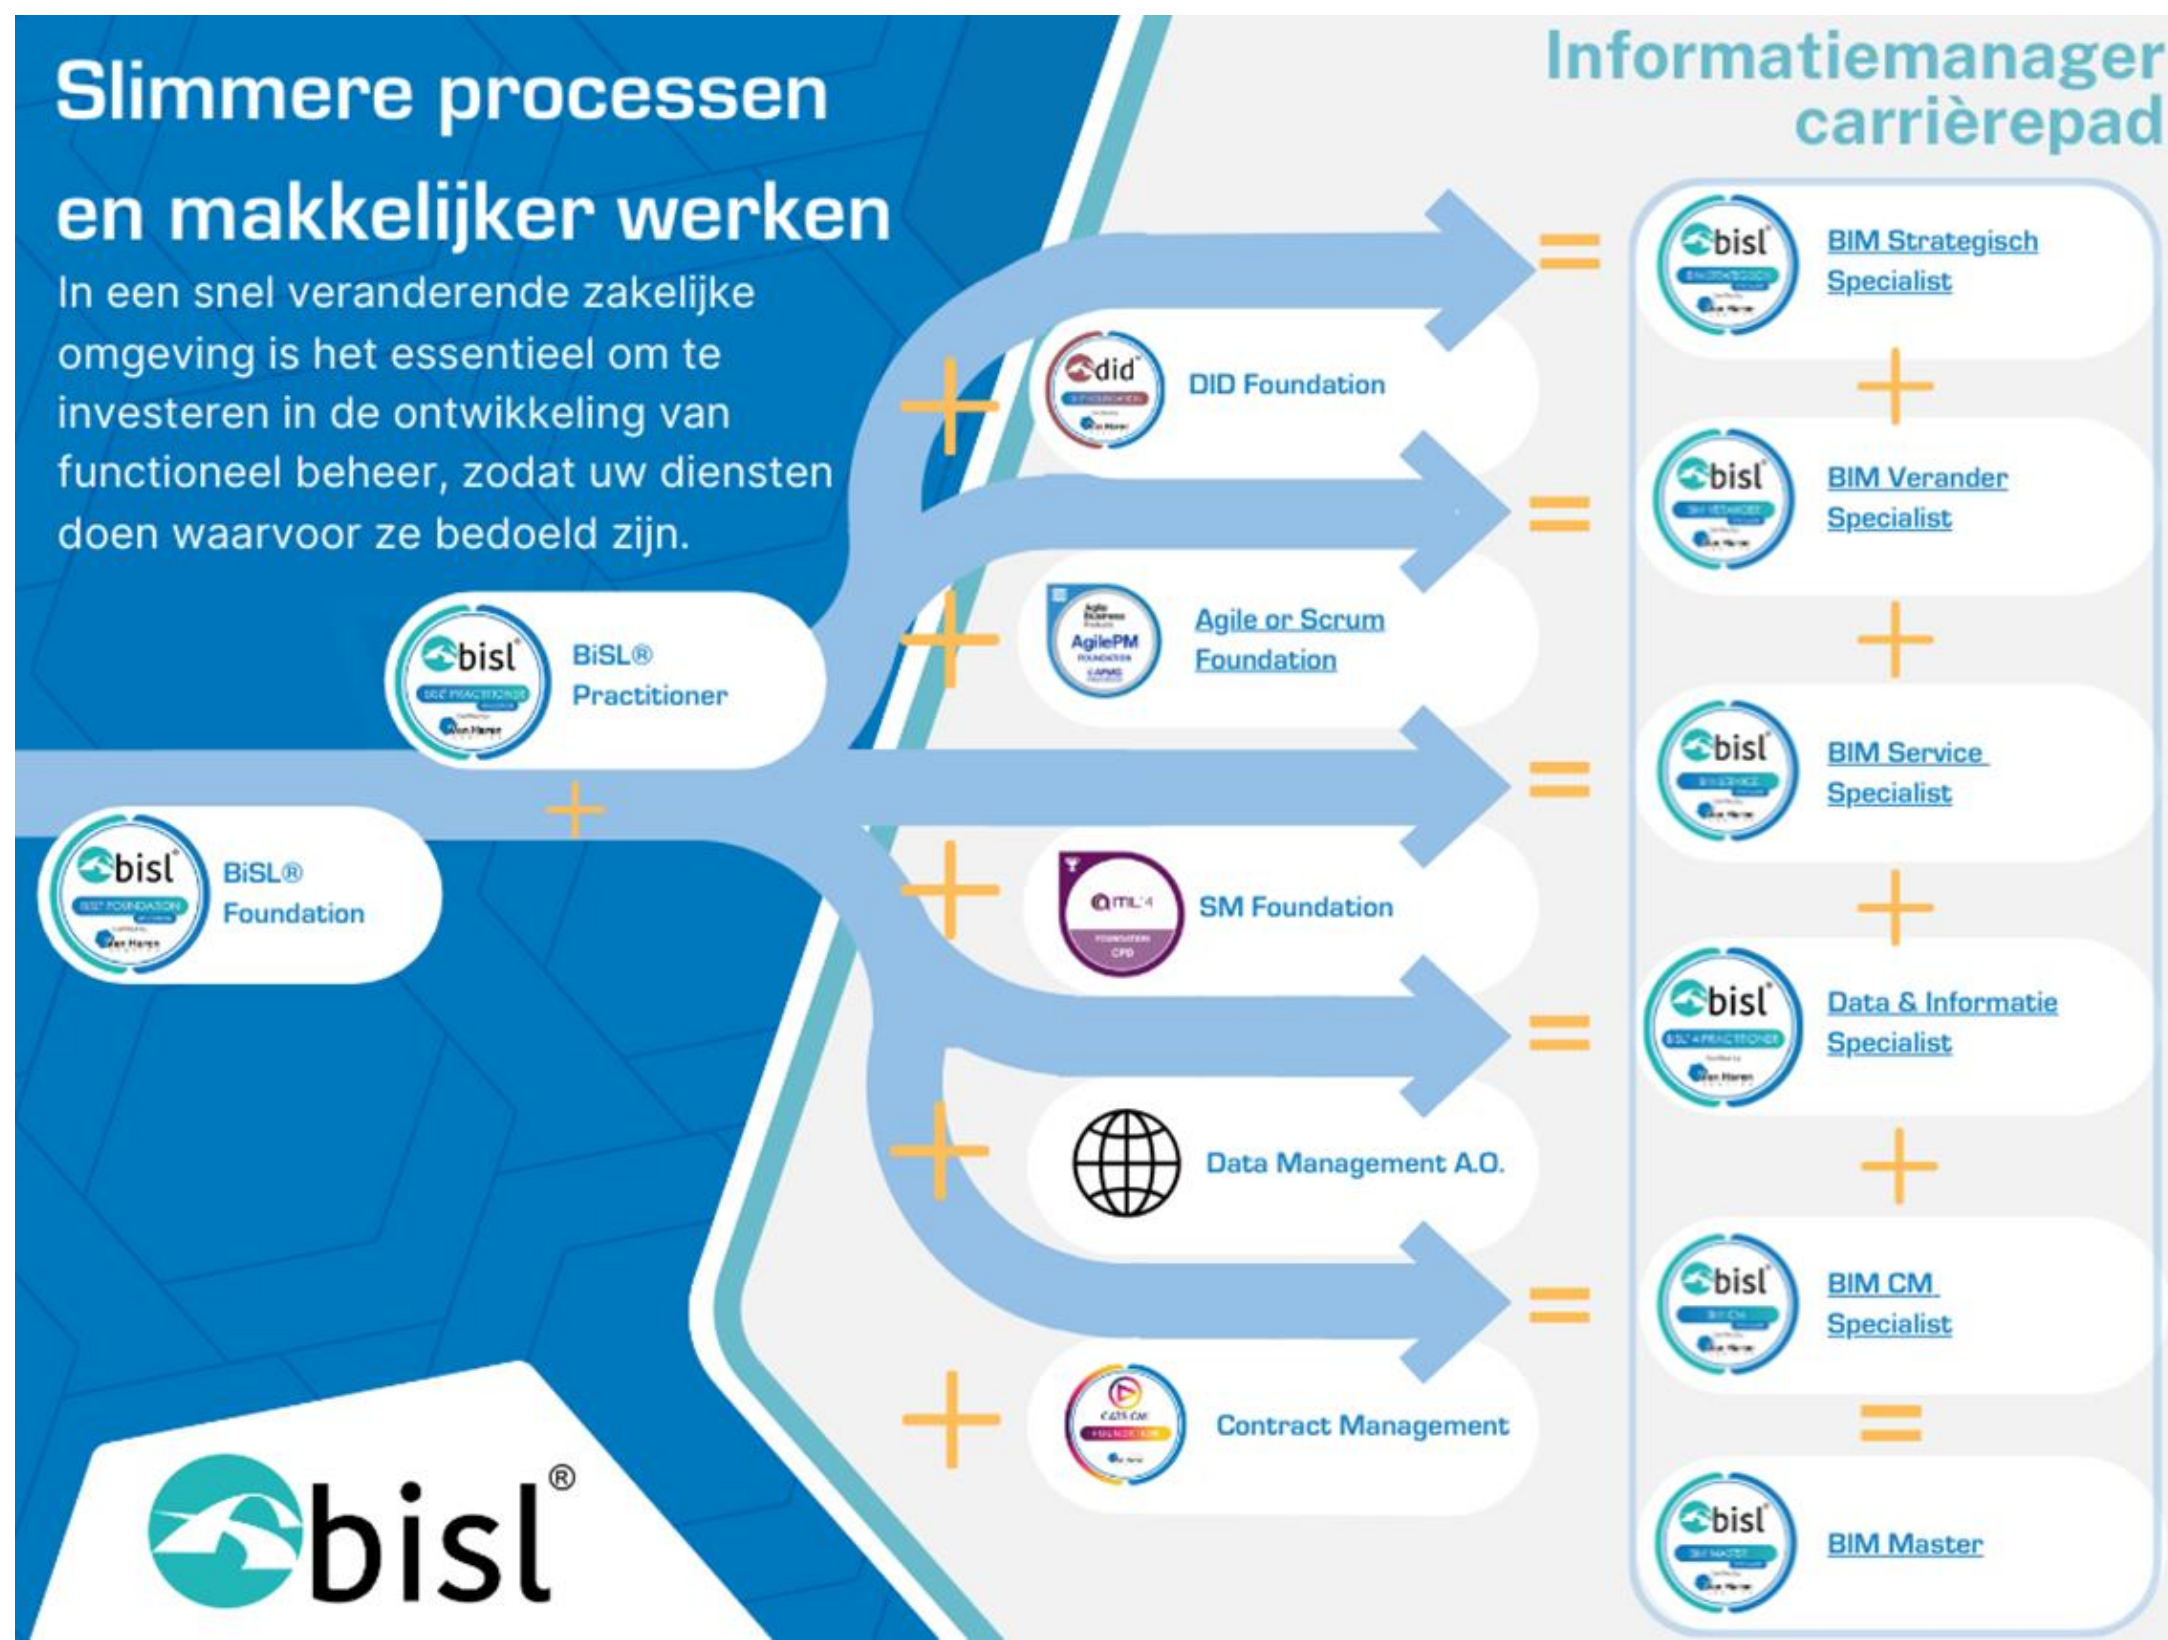 Slimmere processen
en makkelijker werken
In een snel veranderende zakelijke
omgeving is het essentieel om te
investeren in de ontwikkeling van
functioneel beheer, zodat uw diensten
doen waarvoor ze bedoeld zijn.
Informatiemanager
carrièrepad
bisl
BiSL®
Foundation
bisl
BiSL®
Practitioner
did
DID Foundation
AgilePM
Agile or Scrum
Foundation
ITIL 4
FOUNDATION
CPD
SM Foundation
Data Management A.O.
Contract Management
bisl
BIM Strategisch
Specialist
bisl
BIM Verander
Specialist
bisl
BIM Service
Specialist
bisl
Data & Informatie
Specialist
bisl
BIM CM
Specialist
bisl
BIM Master
bisl®